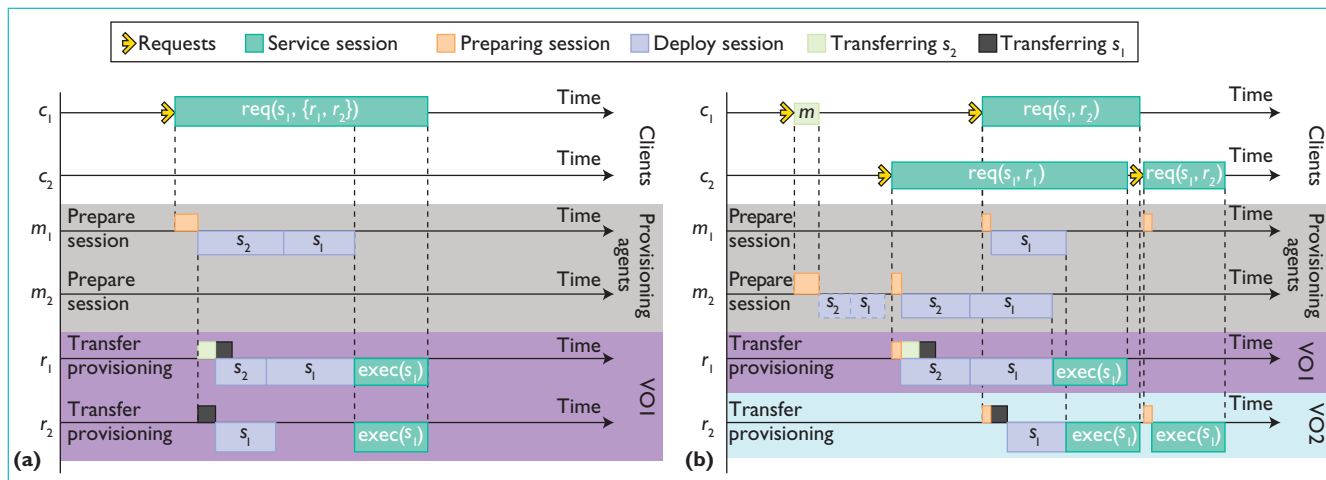 Requests Service session Preparing session Deploy session Transferring s2 Transferring s1
c1 req(s1, {r1, r2}) Time
c2 Time
Clients
m1 Prepare session s2 s1 Time
m2 Prepare session Time
Provisioning agents
r1 Transfer provisioning s2 s1 exec(s1) Time
r2 Transfer provisioning s1 exec(s1) Time
VO1
(a)
c1 m req(s1, r2) Time
c2 req(s1, r1) req(s1, r2) Time
Clients
m1 Prepare session s1 Time
m2 Prepare session s2 s1 s2 s1 Time
Provisioning agents
r1 Transfer provisioning s2 s1 exec(s1) Time
VO1
r2 Transfer provisioning s1 exec(s1) exec(s1) Time
VO2
(b)